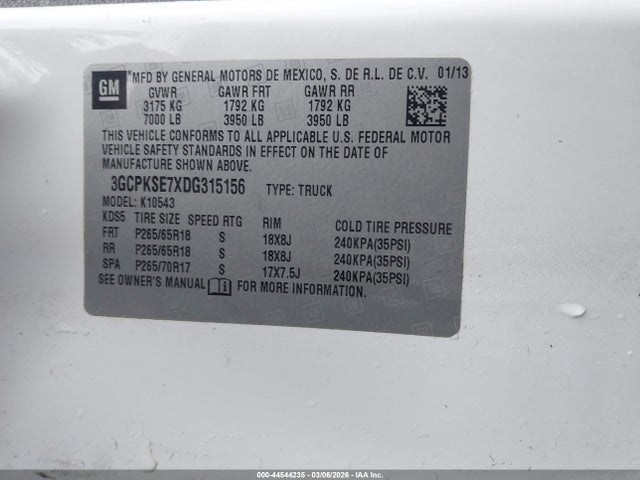 GM
® MFD BY GENERAL MOTORS DE MEXICO, S. DE R.L. DE C.V. 01/13
GVWR GAWR FRT GAWR RR
3175 KG 1792 KG 1792 KG
7000 LB 3950 LB 3950 LB
THIS VEHICLE CONFORMS TO ALL APPLICABLE U.S. FEDERAL MOTOR
VEHICLE SAFETY STANDARDS IN EFFECT ON THE DATE OF
MANUFACTURE SHOWN ABOVE.
3GCPKSE7XDG315156 TYPE: TRUCK
MODEL: K10543
KDS5 TIRE SIZE SPEED RTG RIM COLD TIRE PRESSURE
FRT P265/65R18 S 18X8J 240KPA(35PSI)
RR P265/65R18 S 18X8J 240KPA(35PSI)
SPA P265/70R17 S 17X7.5J 240KPA(35PSI)
SEE OWNER'S MANUAL FOR MORE INFORMATION.
000-44544235 - 03/06/2026 - IAAI.com